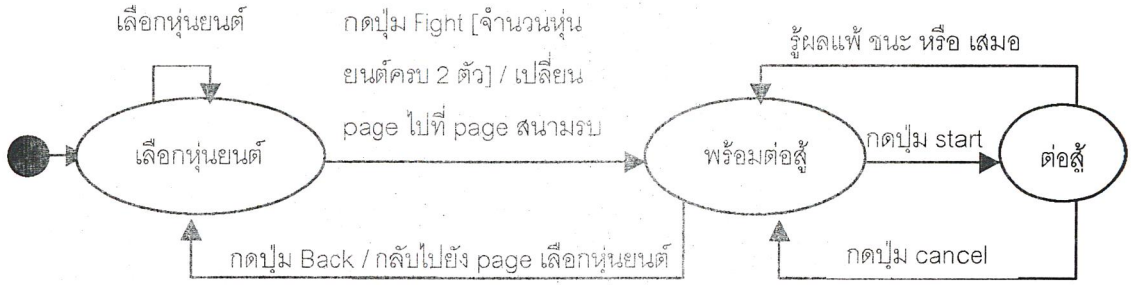 เลือกหุ่นยนต์
กดปุ่ม Fight [จำนวนหุ่น
ยนต์ครบ 2 ตัว] / เปลี่ยน
page ไปที่ page สนามรบ
รู้ผลแพ้ ชนะ หรือ เสมอ
เลือกหุ่นยนต์
พร้อมต่อสู้
กดปุ่ม start
ต่อสู้
กดปุ่ม Back / กลับไปยัง page เลือกหุ่นยนต์
กดปุ่ม cancel